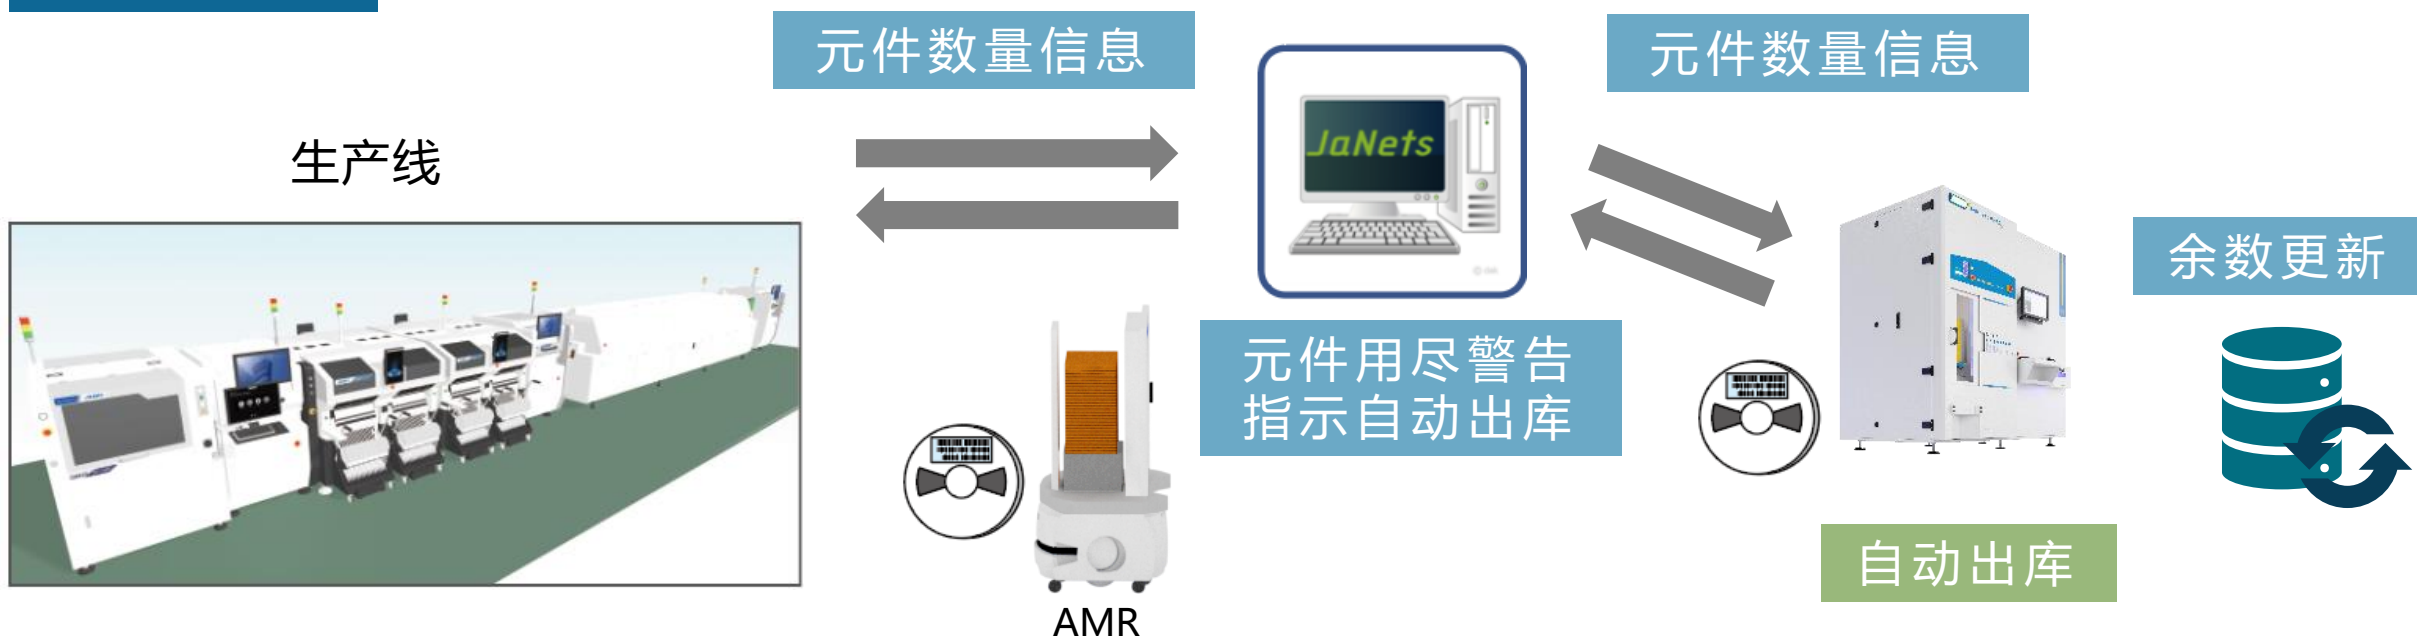 元件数量信息
元件数量信息
生产线
JaNets
余数更新
元件用尽警告
指示自动出库
自动出库
AMR